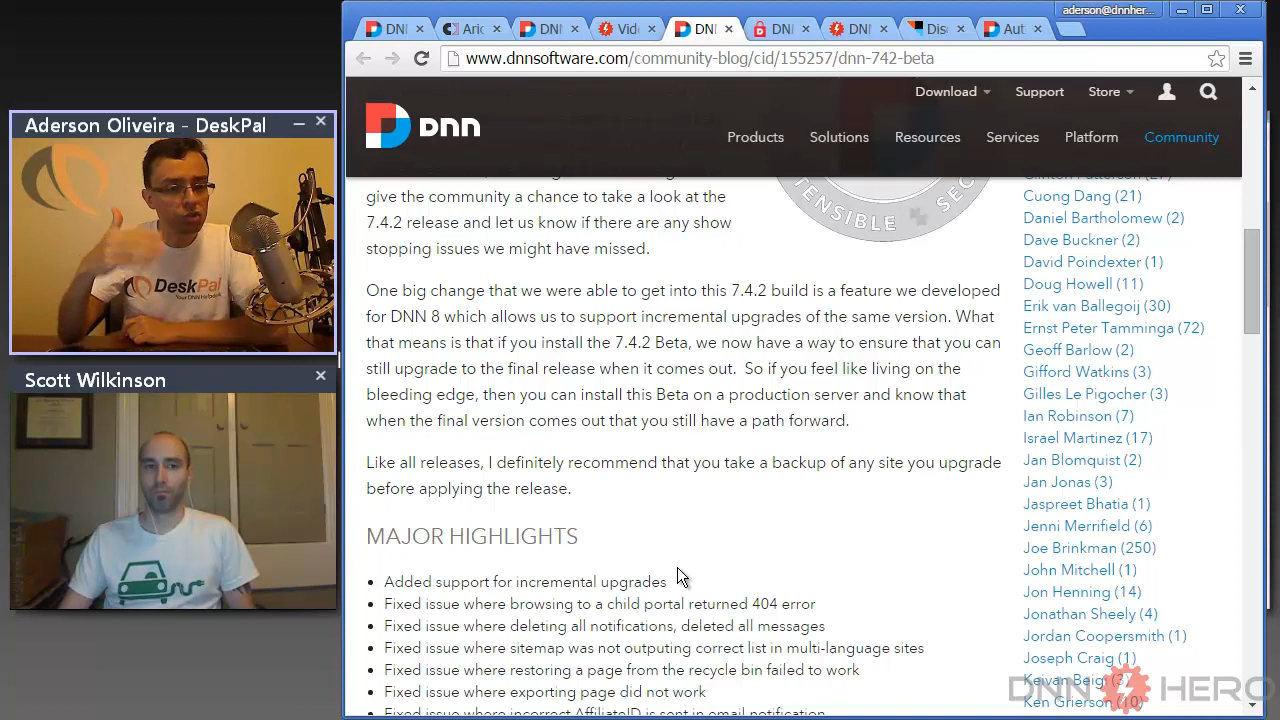 aderson@dnnher...
DNI
Aric
DNI
Vide
DNI
DNI
DNI
Dis
Aut
www.dnnsoftware.com/community-blog/cid/155257/dnn-742-beta
Aderson Oliveira - DeskPal
DeskPal
Scott Wilkinson
DNN
Download
Support
Store
Products
Solutions
Resources
Services
Platform
Community
give the community a chance to take a look at the
7.4.2 release and let us know if there are any show
stopping issues we might have missed.
One big change that we were able to get into this 7.4.2 build is a feature we developed
for DNN 8 which allows us to support incremental upgrades of the same version. What
that means is that if you install the 7.4.2 Beta, we now have a way to ensure that you can
still upgrade to the final release when it comes out. So if you feel like living on the
bleeding edge, then you can install this Beta on a production server and know that
when the final version comes out that you still have a path forward.
Like all releases, I definitely recommend that you take a backup of any site you upgrade
before applying the release.
MAJOR HIGHLIGHTS
Added support for incremental upgrades
Fixed issue where browsing to a child portal returned 404 error
Fixed issue where deleting all notifications, deleted all messages
Fixed issue where sitemap was not outputing correct list in multi-language sites
Fixed issue where restoring a page from the recycle bin failed to work
Fixed issue where exporting page did not work
Fixed issue where incorrect AffiliateID is sent in email notification
Cuong Dang (21)
Daniel Bartholomew (2)
Dave Buckner (2)
David Poindexter (1)
Doug Howell (11)
Erik van Ballegoij (30)
Ernst Peter Tamminga (72)
Geoff Barlow (2)
Gifford Watkins (3)
Gilles Le Pigocher (3)
Ian Robinson (7)
Israel Martinez (17)
Jan Blomquist (2)
Jan Jonas (3)
Jaspreet Bhatia (1)
Jenni Merrifield (6)
Joe Brinkman (250)
John Mitchell (1)
Jon Henning (14)
Jonathan Sheely (4)
Jordan Coopersmith (1)
Joseph Craig (1)
Keivan Beigi (3)
Ken Grierson (10)
DNN HERO